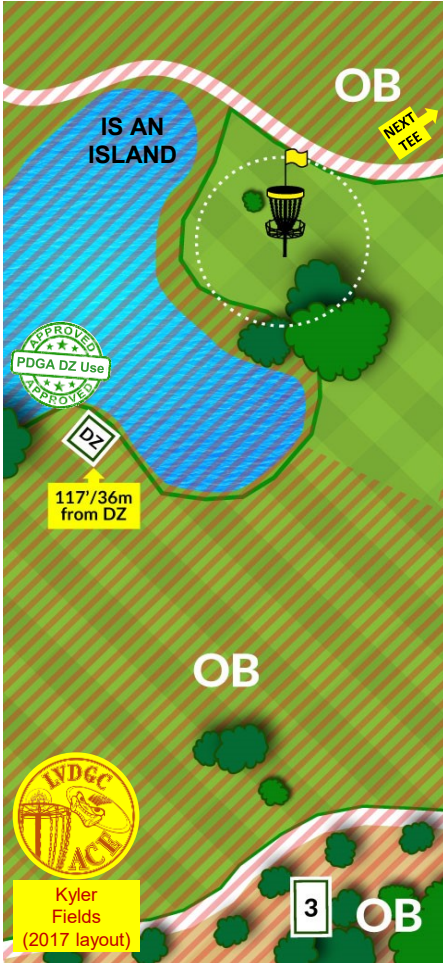 OB
NEXT
TEE
IS AN
ISLAND
APPROVED
PDGA DZ Use
APPROVED
DZ
117'/36m
from DZ
OB
LVDGC
ACE
Kyler
Fields
(2017 layout)
3
OB